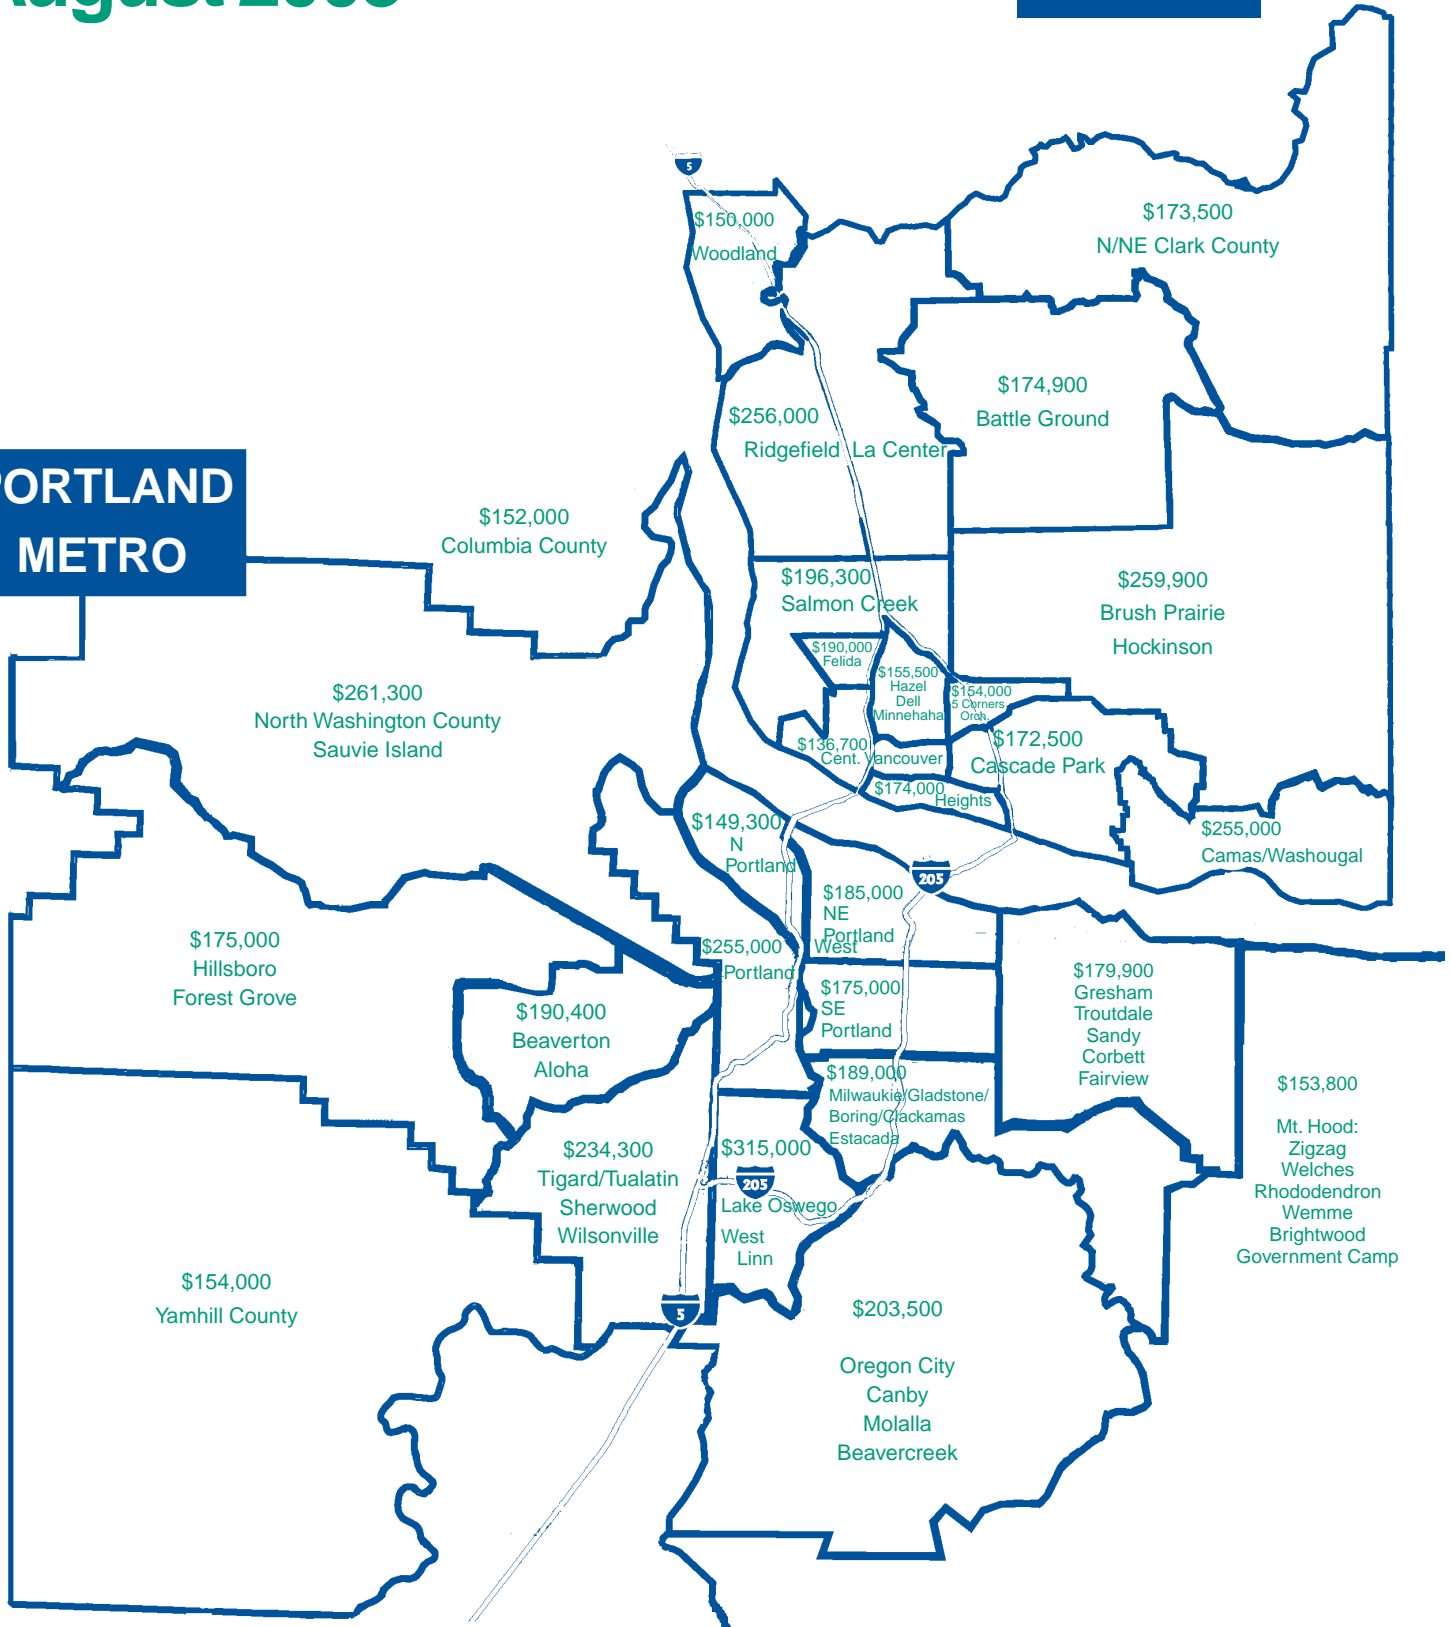 August
$150,000
Woodland
5
$173,500
N/NE Clark County
$174,900
Battle Ground
$256,000
Ridgefield La Center
PORTLAND
METRO
$152,000
Columbia County
$196,300
Salmon Creek
$259,900
Brush Prairie
Hockinson
$190,000
Felida
$155,500
Hazel
Dell
Minnehaha
$154,000
5 Corners
Orch.
$261,300
North Washington County
Sauvie Island
$136,700
Cent. Vancouver
$172,500
Cascade Park
$174,000
Heights
$149,300
N
Portland
$255,000
Camas/Washougal
205
$185,000
NE
Portland
$255,000
West
Portland
$175,000
Hillsboro
Forest Grove
$190,400
Beaverton
Aloha
$175,000
SE
Portland
$179,900
Gresham
Troutdale
Sandy
Corbett
Fairview
$189,000
Milwaukie/Gladstone/
Boring/Clackamas
Estacada
$153,800
Mt. Hood:
Zigzag
Welches
Rhododendron
Wemme
Brightwood
Government Camp
$234,300
Tigard/Tualatin
Sherwood
Wilsonville
$315,000
205
Lake Oswego
West
Linn
$154,000
Yamhill County
5
$203,500
Oregon City
Canby
Molalla
Beavercreek